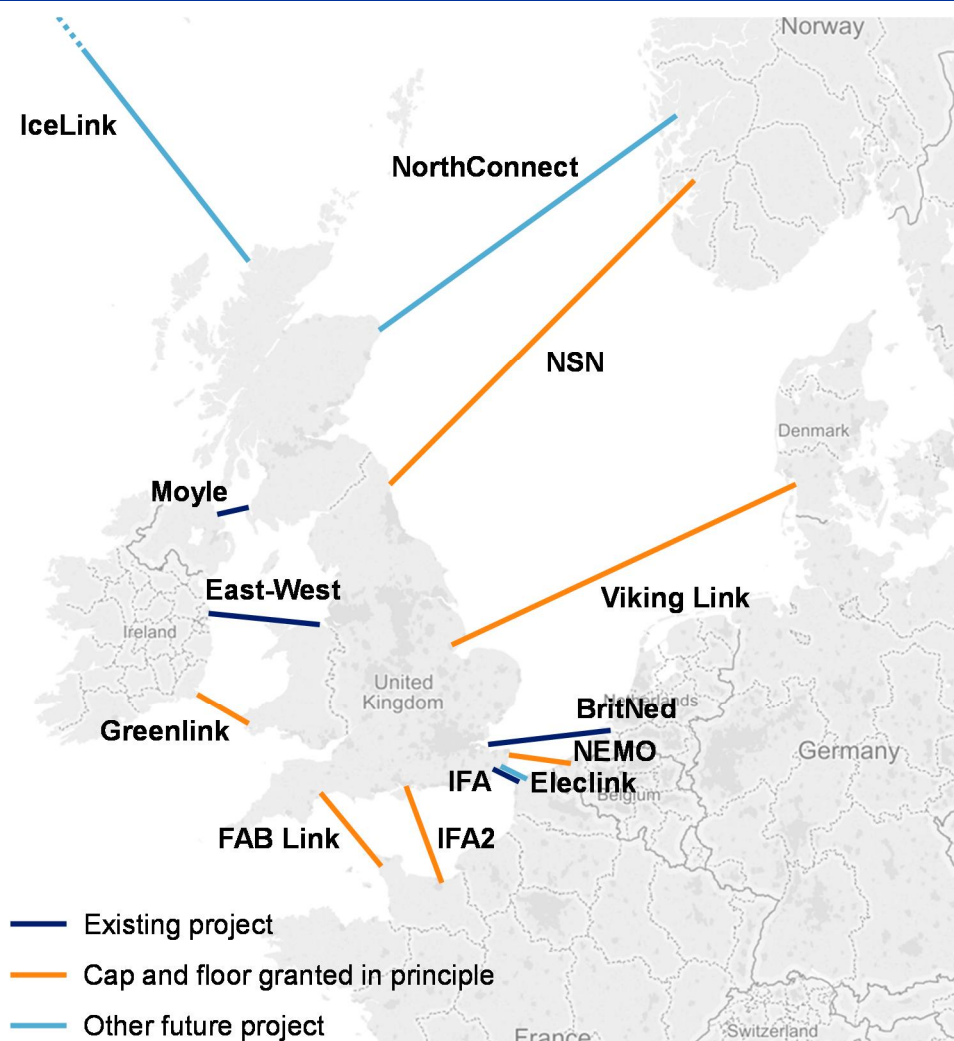 Norway
IceLink
NorthConnect
NSN
Denmark
Moyle
East-West
Viking Link
Ireland
United
Kingdom
Netherlands
BritNed
Greenlink
NEMO
Germany
IFA
Eleclink
Belgium
FAB Link
IFA2
Existing project
Cap and floor granted in principle
Other future project
France
Switzerland